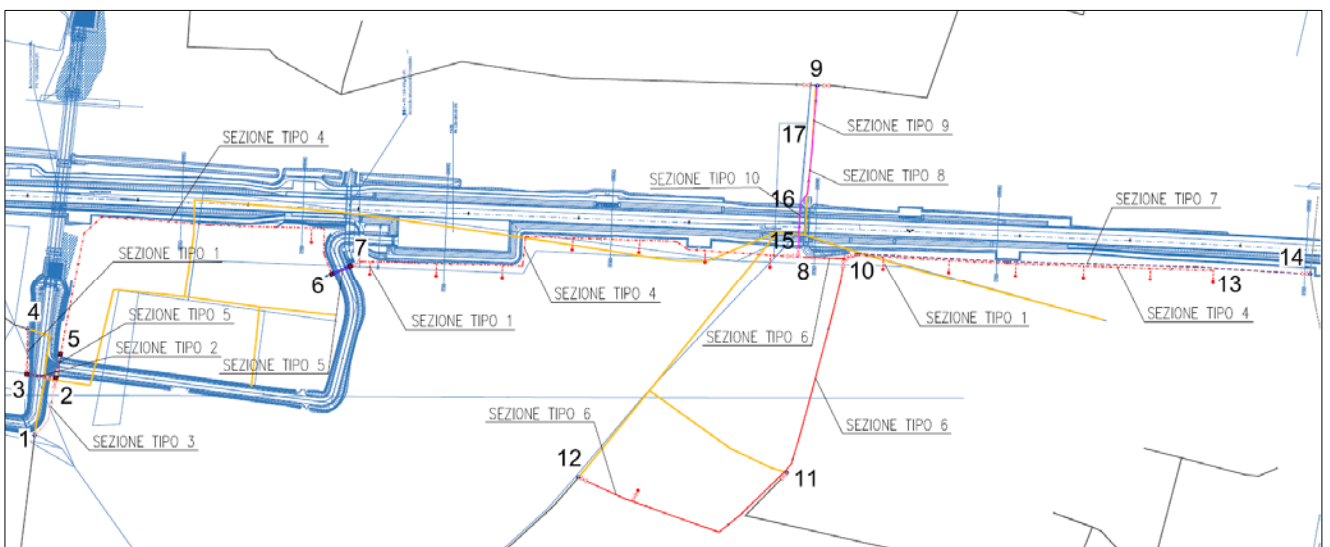 9
SEZIONE TIPO 4
17
SEZIONE TIPO 9
SEZIONE TIPO 10
SEZIONE TIPO 8
16
SEZIONE TIPO 7
15
7
SEZIONE TIPO 1
6
8
10
14
13
SEZIONE TIPO 4
SEZIONE TIPO 4
4
SEZIONE TIPO 1
SEZIONE TIPO 1
5
SEZIONE TIPO 5
SEZIONE TIPO 6
SEZIONE TIPO 2
SEZIONE TIPO 5
3
2
SEZIONE TIPO 6
SEZIONE TIPO 6
1
SEZIONE TIPO 3
12
11